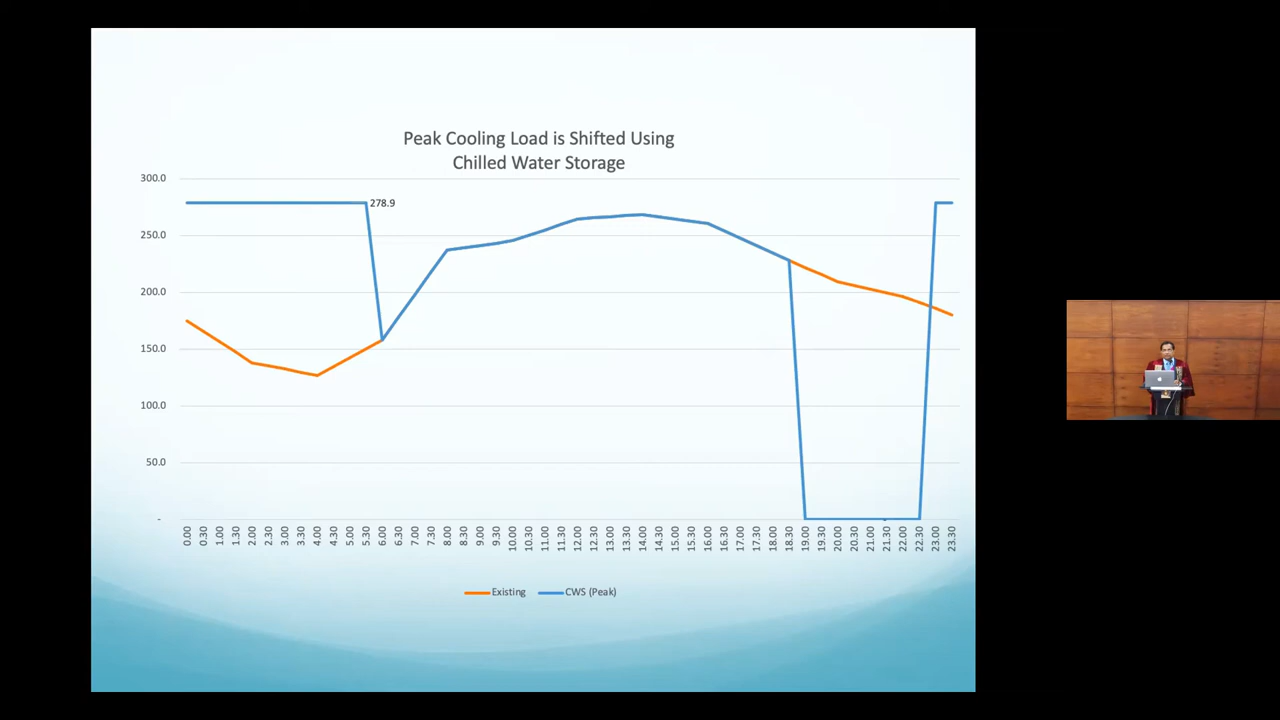 Peak Cooling Load is Shifted Using
Chilled Water Storage
300.0
278.9
250.0
200.0
150.0
100.0
50.0
-
-
0.00 0.30 1.00 1.30 2.00 2.30 3.00 3.30 4.00 4.30 5.00 5.30 6.00 6.30 7.00 7.30 8.00 8.30 9.00 9.30 10.00 10.30 11.00 11.30 12.00 12.30 13.00 13.30 14.00 14.30 15.00 15.30 16.00 16.30 17.00 17.30 18.00 18.30 19.00 19.30 20.00 20.30 21.00 21.30 22.00 22.30 23.00 23.30
Existing CWS (Peak)